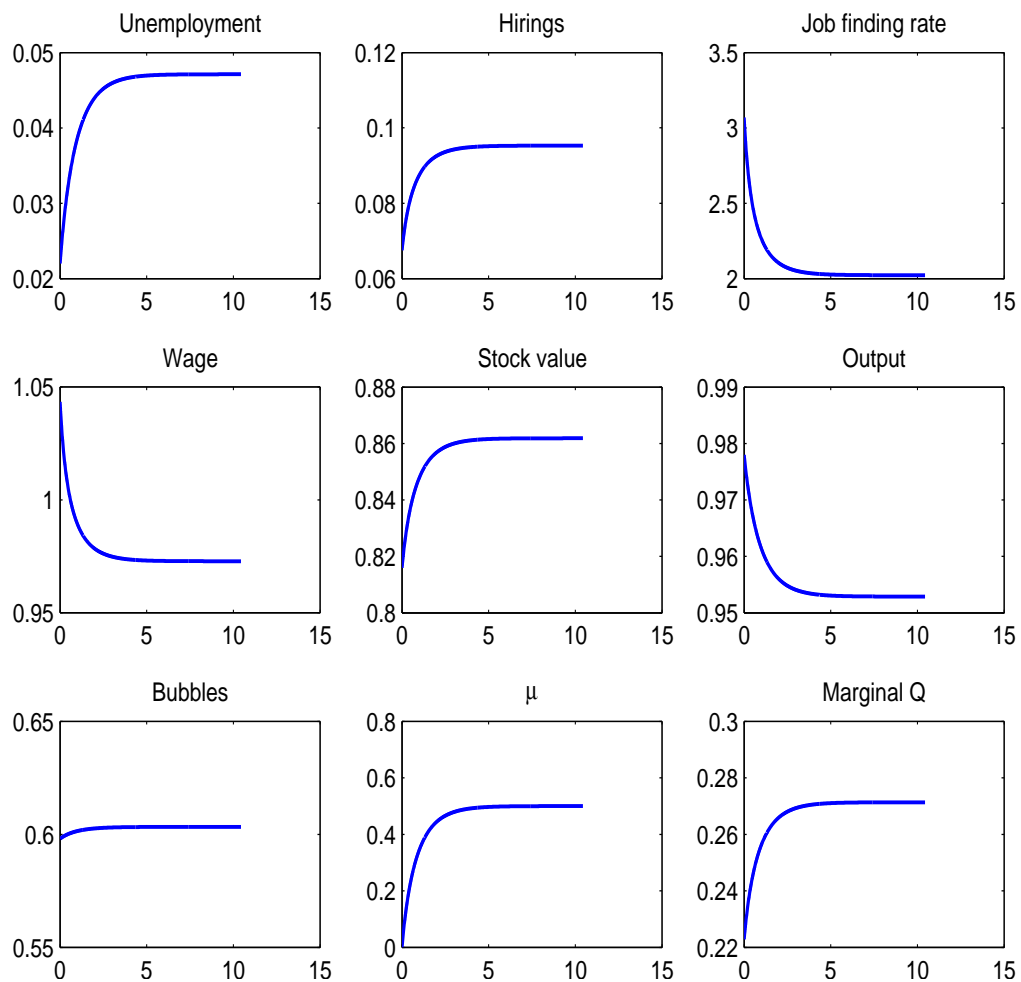 Unemployment
0.05
0.04
0.03
0.02
0 5 10 15
Hirings
0.12
0.1
0.08
0.06
0 5 10 15
Job finding rate
3.5
3
2.5
2
0 5 10 15
Wage
1.05
1
0.95
0 5 10 15
Stock value
0.88
0.86
0.84
0.82
0.8
0 5 10 15
Output
0.99
0.98
0.97
0.96
0.95
0 5 10 15
Bubbles
0.65
0.6
0.55
0 5 10 15
μ
0.8
0.6
0.4
0.2
0
0 5 10 15
Marginal Q
0.3
0.28
0.26
0.24
0.22
0 5 10 15